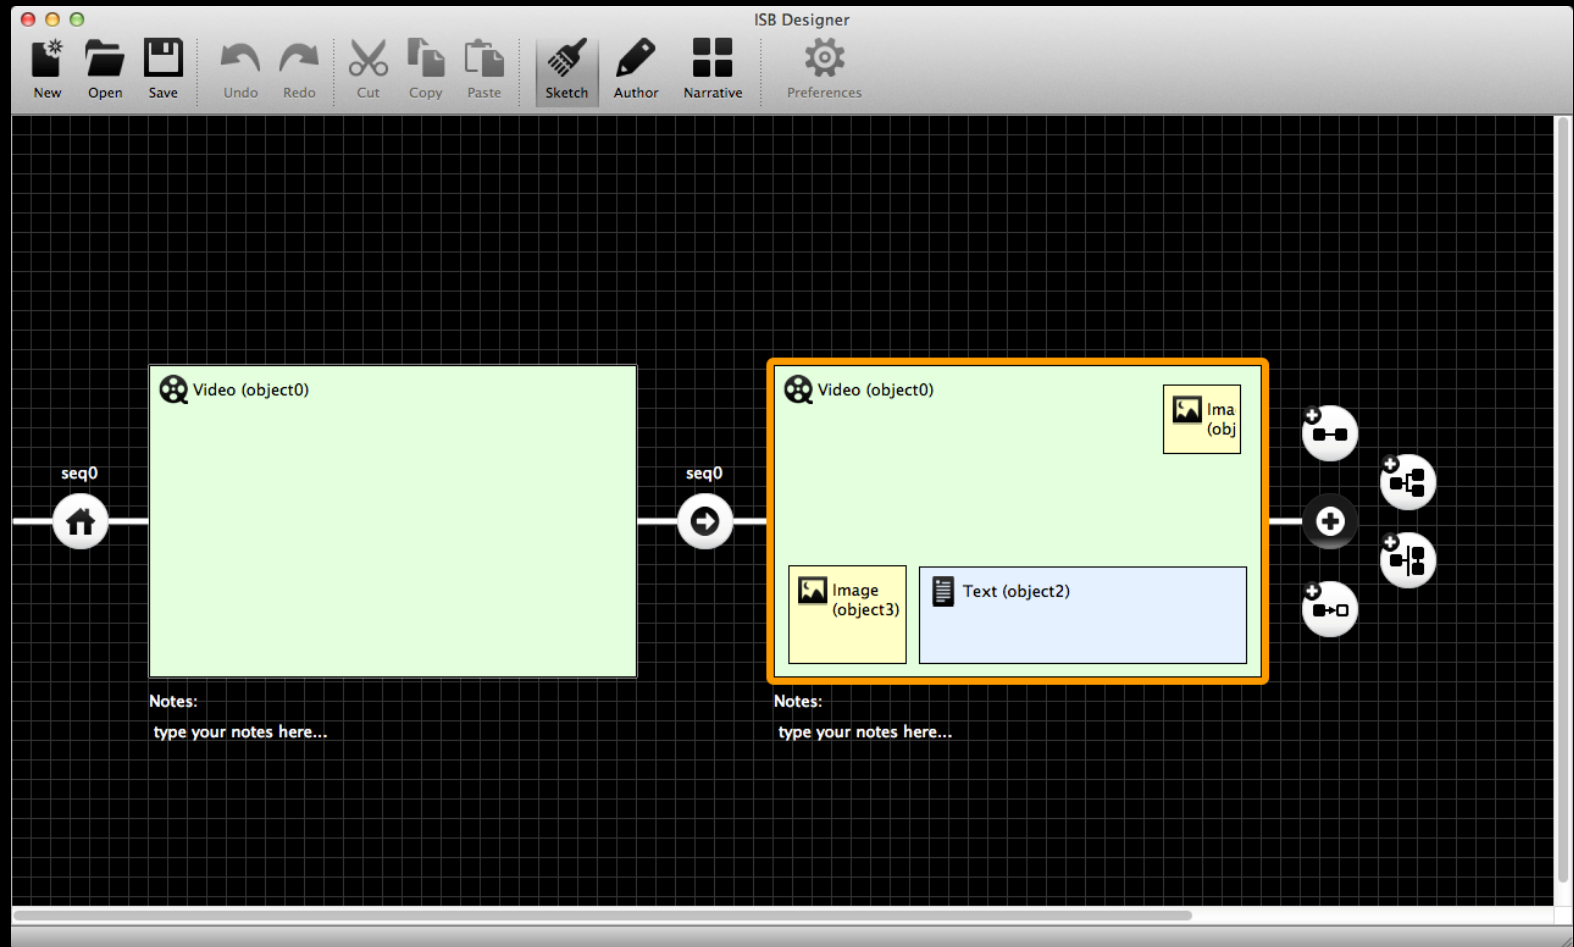 ISB Designer
New Open Save Undo Redo Cut Copy Paste Sketch Author Narrative Preferences
seq0
Video (object0)
Notes:
type your notes here...
seq0
Video (object0)
Ima
(obj
Image
(object3)
Text (object2)
Notes:
type your notes here...